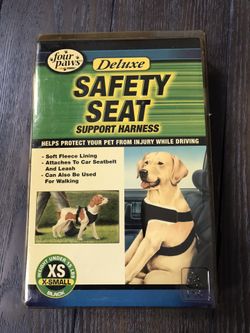 four
paws
Deluxe
SAFETY
SEAT
SUPPORT HARNESS
HELPS PROTECT YOUR PET FROM INJURY WHILE DRIVING
• Soft Fleece Lining
• Attaches To Car Seatbelt
and Leash
• Can Also Be Used
For Walking
XS
X-SMALL
BLACK